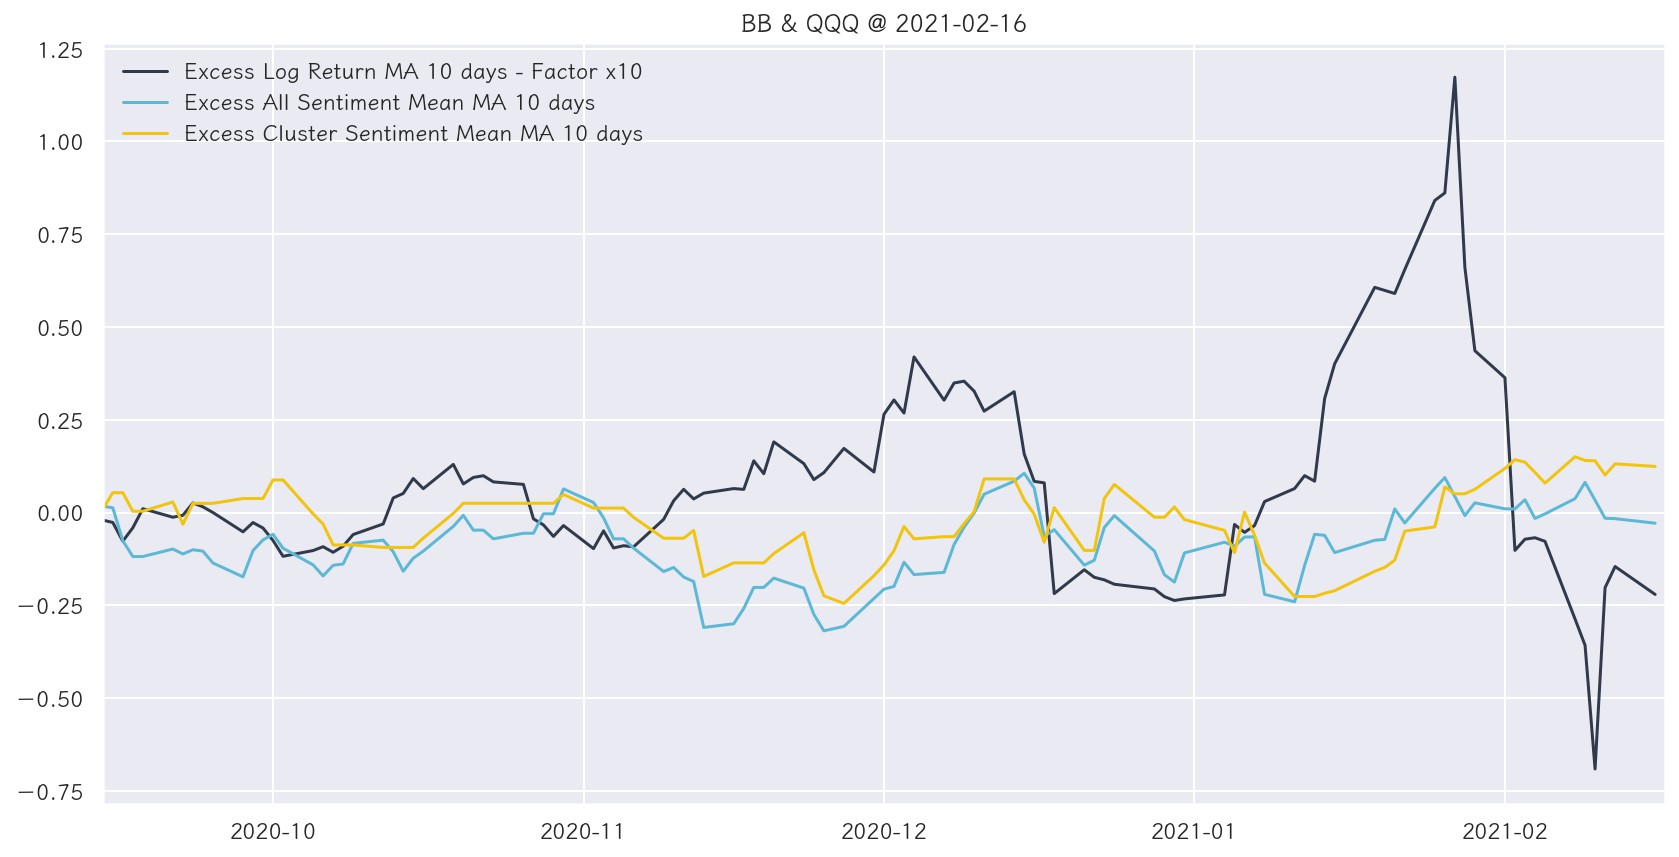 BB & QQQ @ 2021-02-16
Excess Log Return MA 10 days - Factor x10
Excess All Sentiment Mean MA 10 days
Excess Cluster Sentiment Mean MA 10 days
1.25
1.00
0.75
0.50
0.25
0.00
−0.25
−0.50
−0.75
2020-10 2020-11 2020-12 2021-01 2021-02